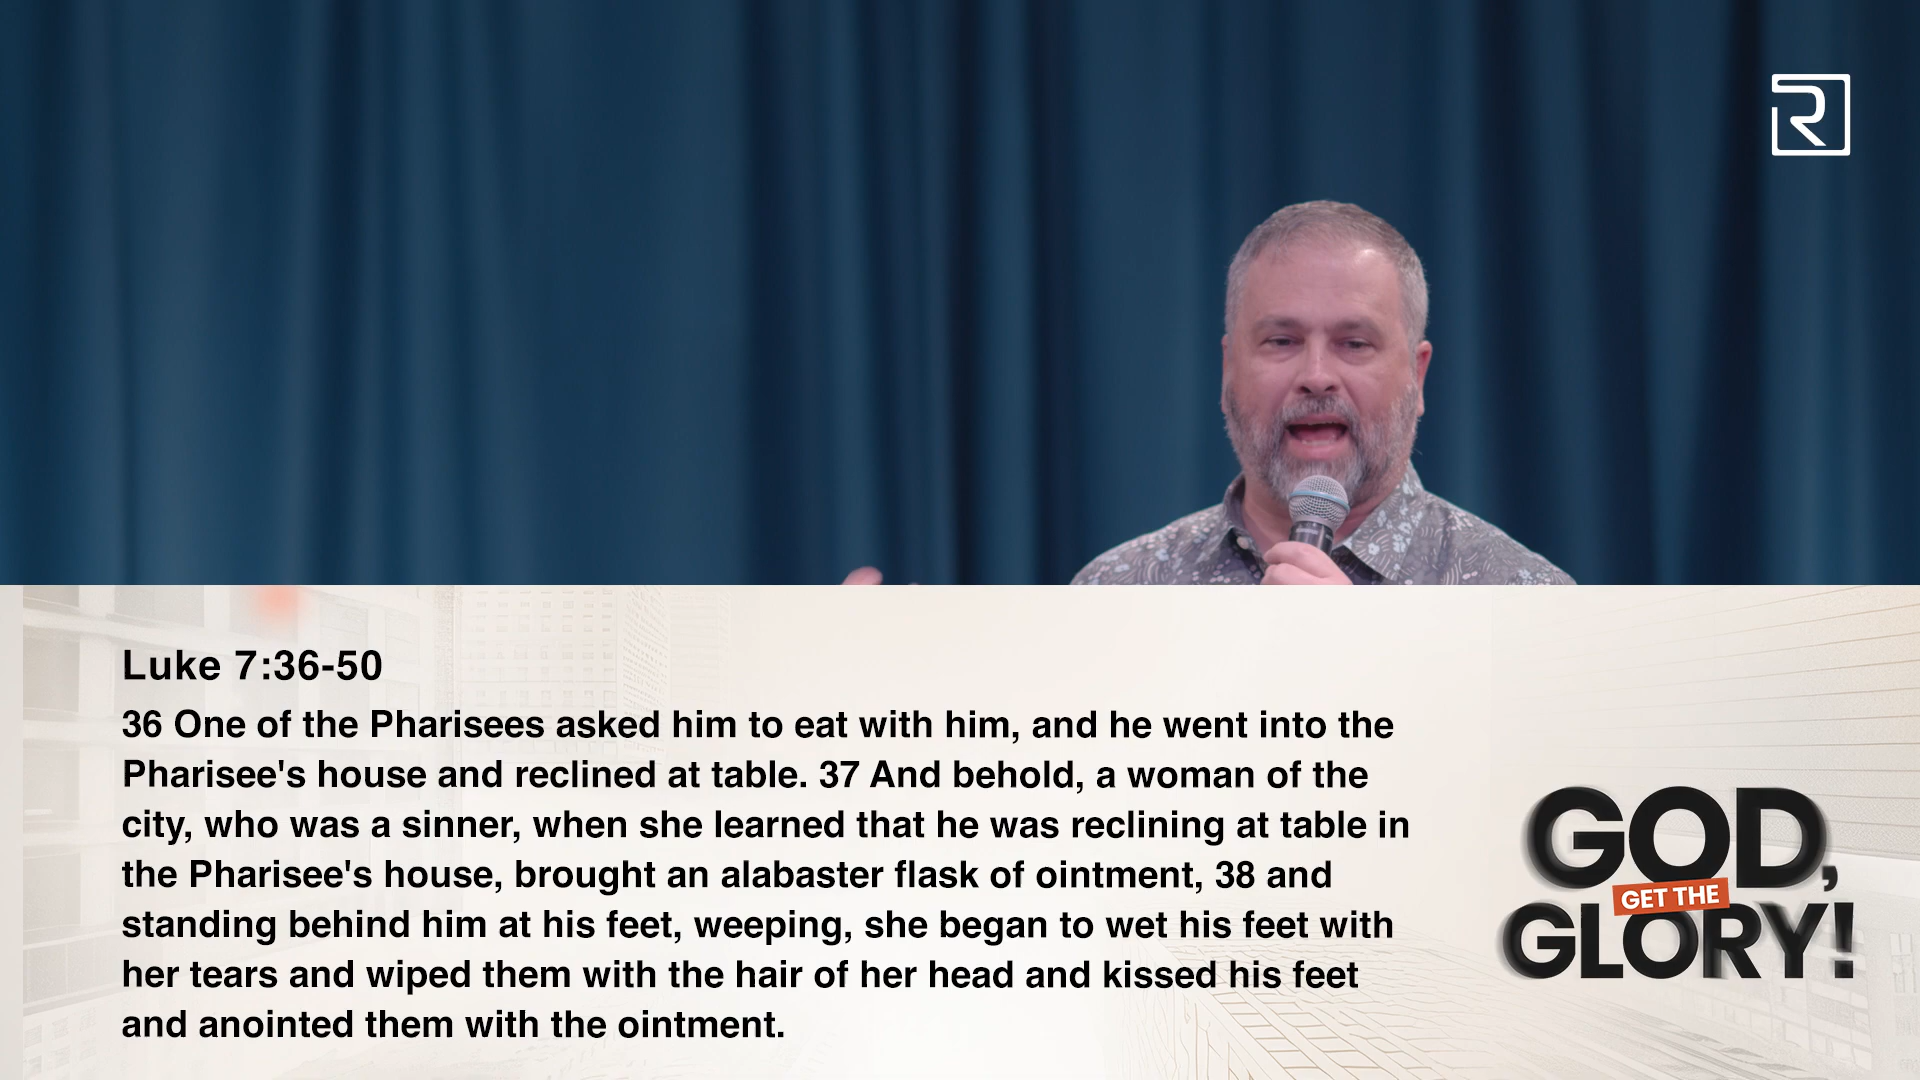 R
Luke 7:36-50
36 One of the Pharisees asked him to eat with him, and he went into the
Pharisee's house and reclined at table. 37 And behold, a woman of the
city, who was a sinner, when she learned that he was reclining at table in
the Pharisee's house, brought an alabaster flask of ointment, 38 and
standing behind him at his feet, weeping, she began to wet his feet with
her tears and wiped them with the hair of her head and kissed his feet
and anointed them with the ointment.
GOD,
GET THE
GLORY!